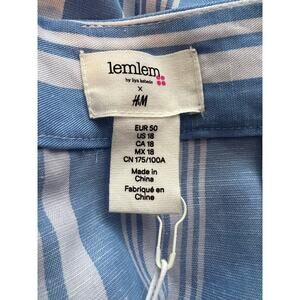 lemlem
by liya kebede
×
H&M
EUR 50
US 18
CA 18
MX 18
CN 175/100A
Made in
China
Fabriqué en
Chine